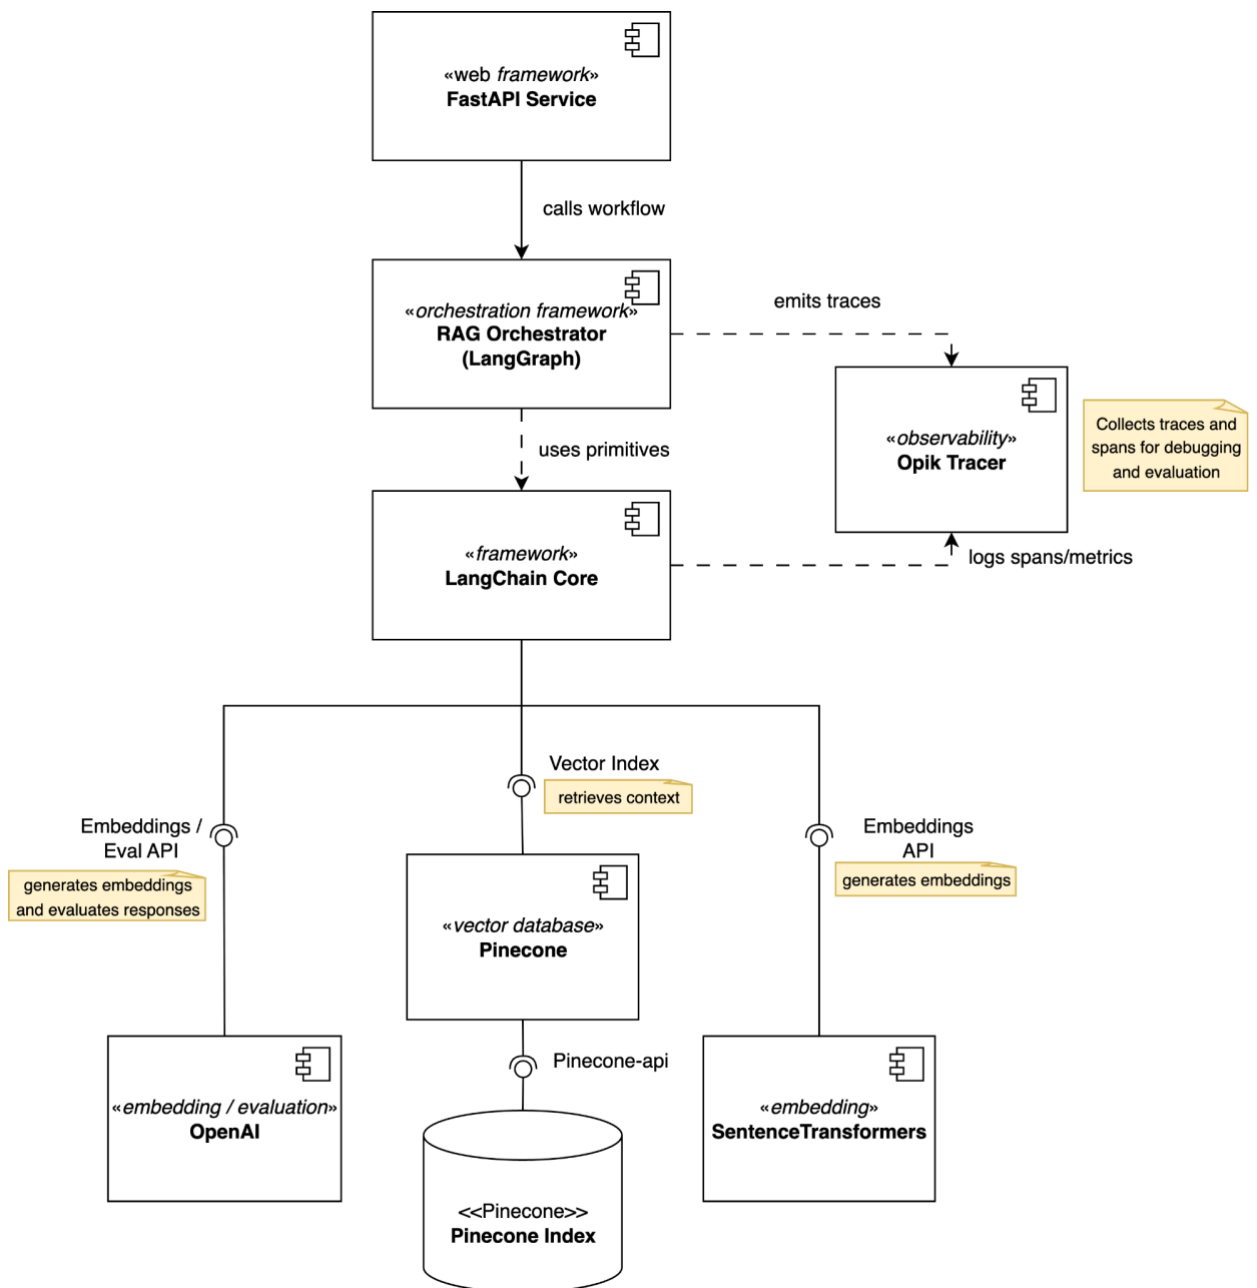 «web framework»
FastAPI Service
calls workflow
«orchestration framework»
RAG Orchestrator
(LangGraph)
emits traces
uses primitives
«observability»
Opik Tracer
Collects traces and
spans for debugging
and evaluation
«framework»
LangChain Core
logs spans/metrics
Vector Index
retrieves context
Embeddings /
Eval API
generates embeddings
and evaluates responses
Embeddings
API
generates embeddings
«vector database»
Pinecone
Pinecone-api
«embedding / evaluation»
OpenAI
«embedding»
SentenceTransformers
<<Pinecone>>
Pinecone Index